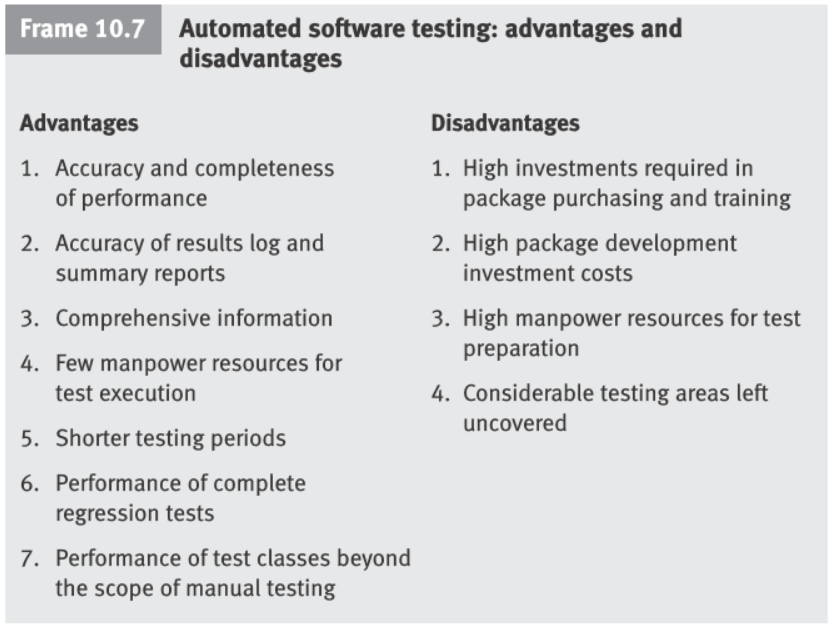 Frame 10.7
Automated software testing: advantages and
disadvantages
Advantages
1. Accuracy and completeness
of performance
2. Accuracy of results log and
summary reports
3. Comprehensive information
4. Few manpower resources for
test execution
5. Shorter testing periods
6. Performance of complete
regression tests
7. Performance of test classes beyond
the scope of manual testing
Disadvantages
1. High investments required in
package purchasing and training
2. High package development
investment costs
3. High manpower resources for test
preparation
4. Considerable testing areas left
uncovered